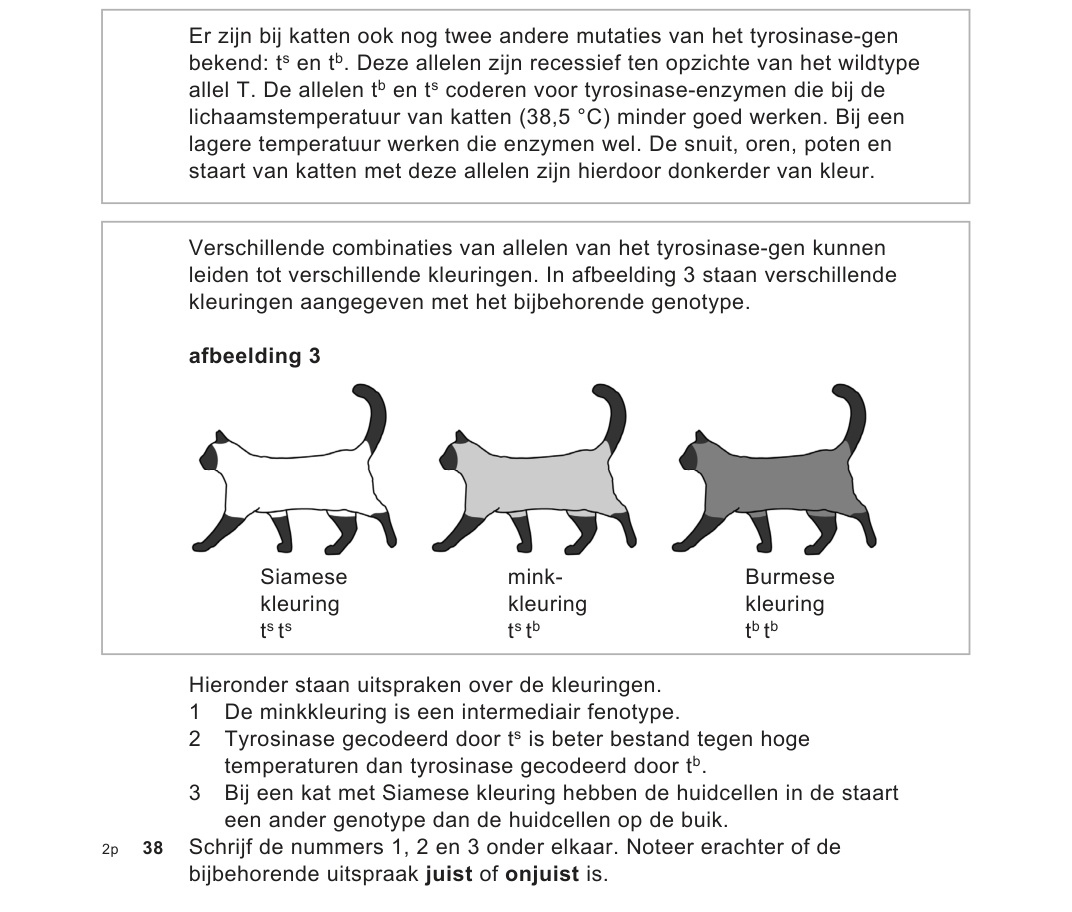 Er zijn bij katten ook nog twee andere mutaties van het tyrosinase-gen
bekend: tˢ en tᵇ. Deze allelen zijn recessief ten opzichte van het wildtype
allel T. De allelen tᵇ en tˢ coderen voor tyrosinase-enzymen die bij de
lichaamstemperatuur van katten (38,5 °C) minder goed werken. Bij een
lagere temperatuur werken die enzymen wel. De snuit, oren, poten en
staart van katten met deze allelen zijn hierdoor donkerder van kleur.
Verschillende combinaties van allelen van het tyrosinase-gen kunnen
leiden tot verschillende kleuringen. In afbeelding 3 staan verschillende
kleuringen aangegeven met het bijbehorende genotype.
afbeelding 3
Siamese
kleuring
tˢ tˢ
mink-
kleuring
tˢ tᵇ
Burmese
kleuring
tᵇ tᵇ
Hieronder staan uitspraken over de kleuringen.
1 De minkkleuring is een intermediair fenotype.
2 Tyrosinase gecodeerd door tˢ is beter bestand tegen hoge
temperaturen dan tyrosinase gecodeerd door tᵇ.
3 Bij een kat met Siamese kleuring hebben de huidcellen in de staart
een ander genotype dan de huidcellen op de buik.
2p 38 Schrijf de nummers 1, 2 en 3 onder elkaar. Noteer erachter of de
bijbehorende uitspraak juist of onjuist is.